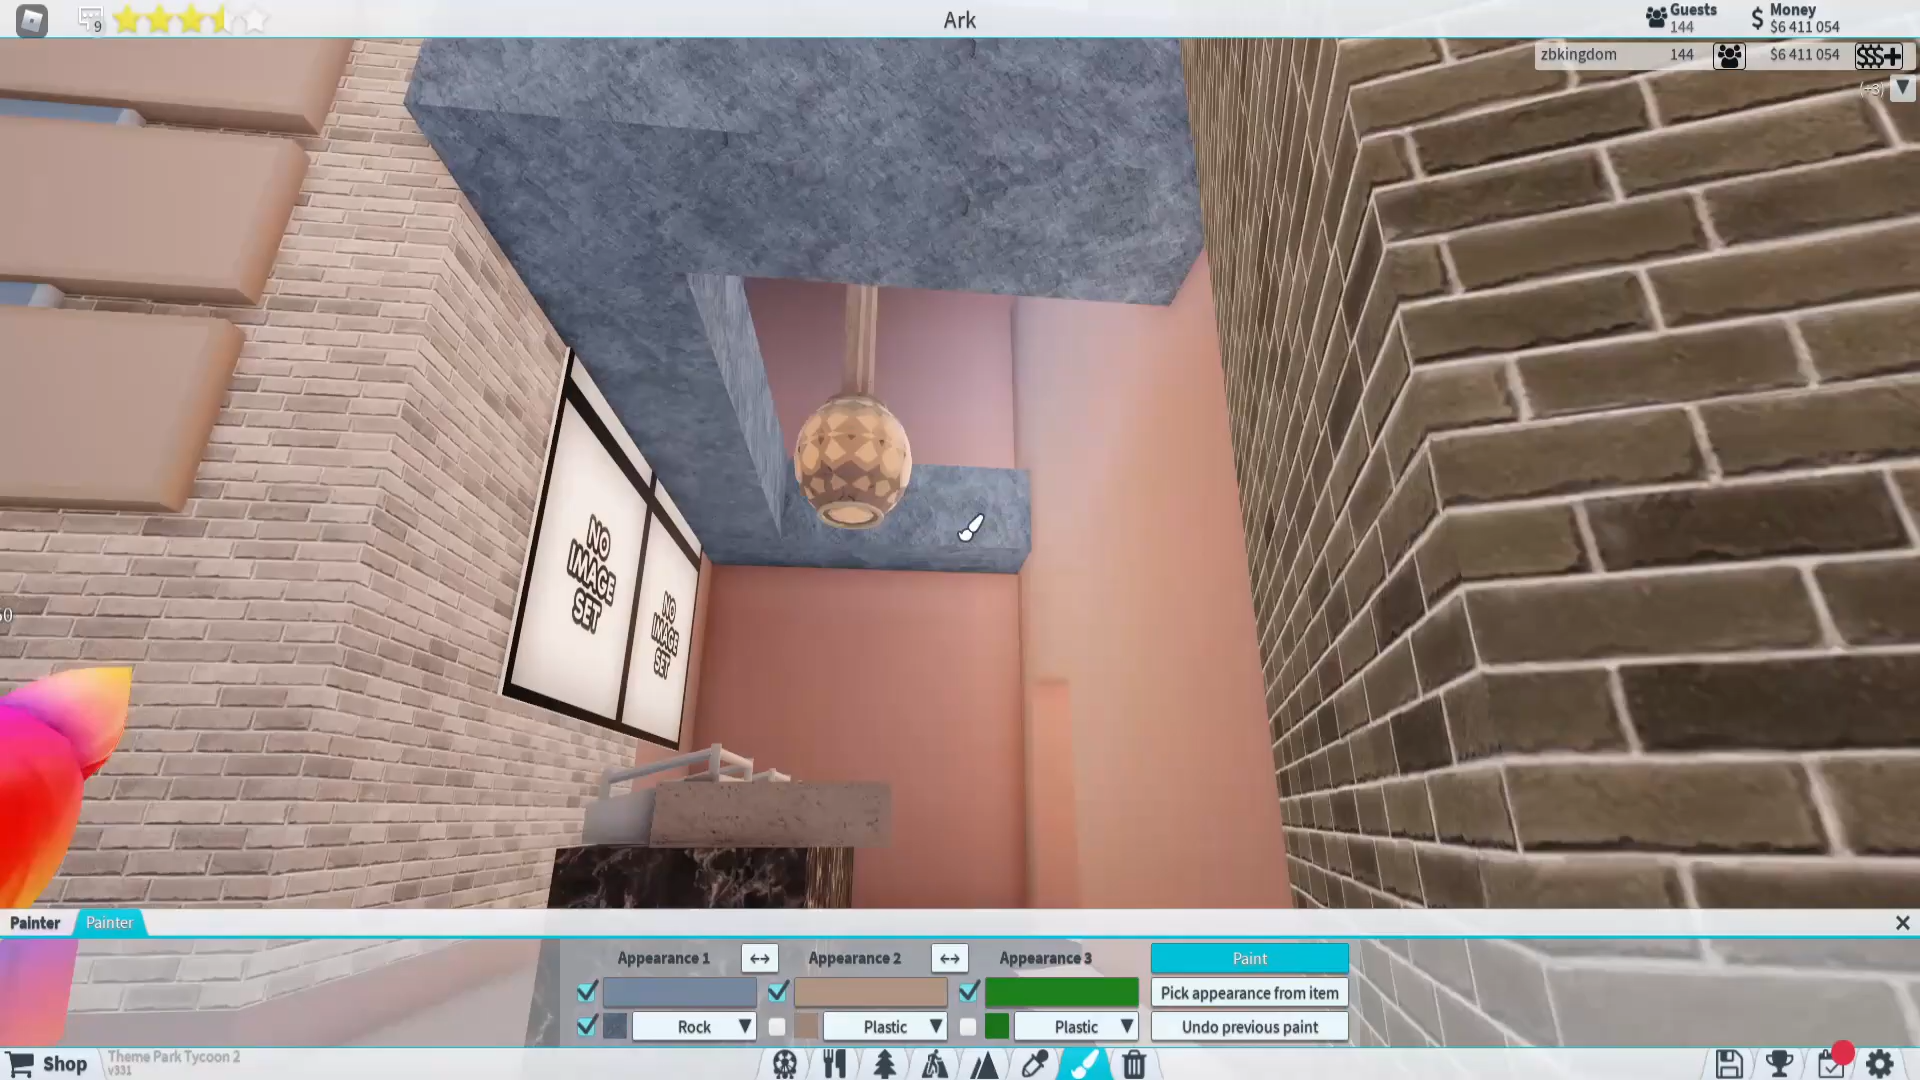 9
Ark
Guests
144
Money
$6 411 054
zbkingdom 144 $6 411 054
$$$+
NO
IMAGE
SET
NO
IMAGE
SET
Painter Painter
Appearance 1 Appearance 2 Appearance 3 Paint
Pick appearance from item
Rock Plastic Plastic Undo previous paint
Shop Theme Park Tycoon 2
v331